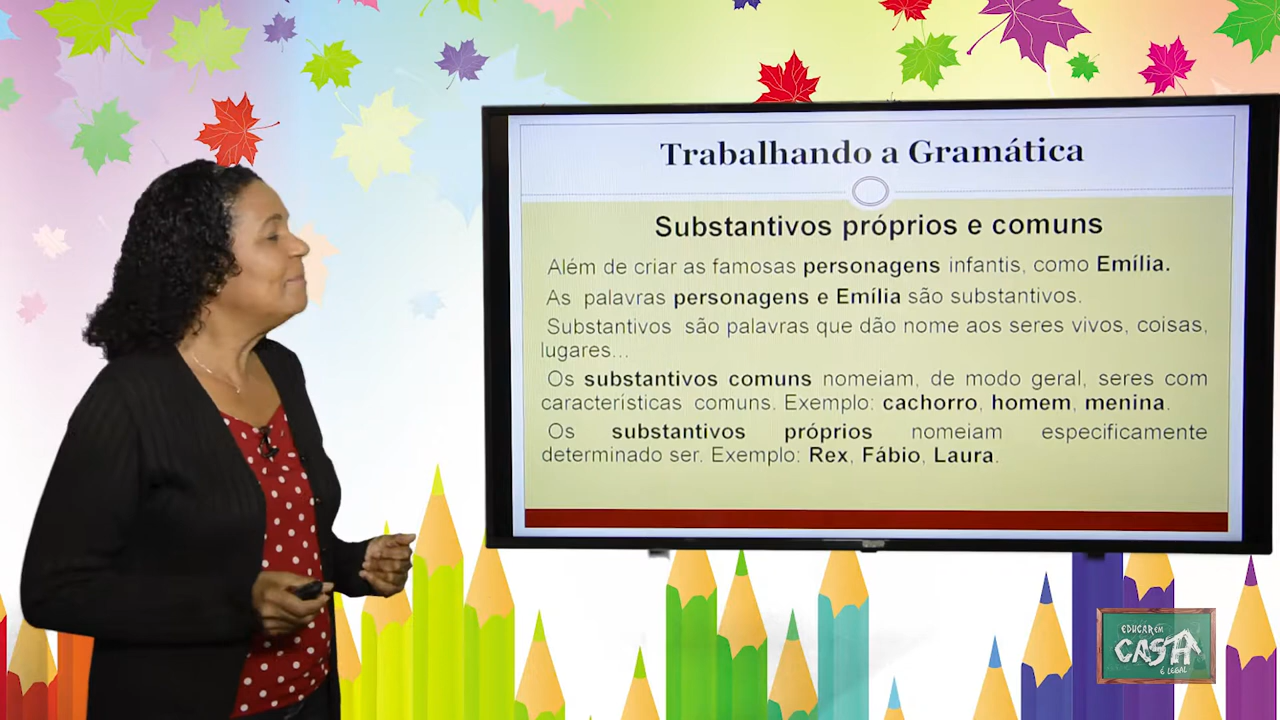 Trabalhando a Gramática
Substantivos próprios e comuns
Além de criar as famosas personagens infantis, como Emília.
As palavras personagens e Emília são substantivos.
Substantivos são palavras que dão nome aos seres vivos, coisas,
lugares...
Os substantivos comuns nomeiam, de modo geral, seres com
características comuns. Exemplo: cachorro, homem, menina.
Os substantivos próprios nomeiam especificamente
determinado ser. Exemplo: Rex, Fábio, Laura.
EDUCAR EM
CASA
É LEGAL